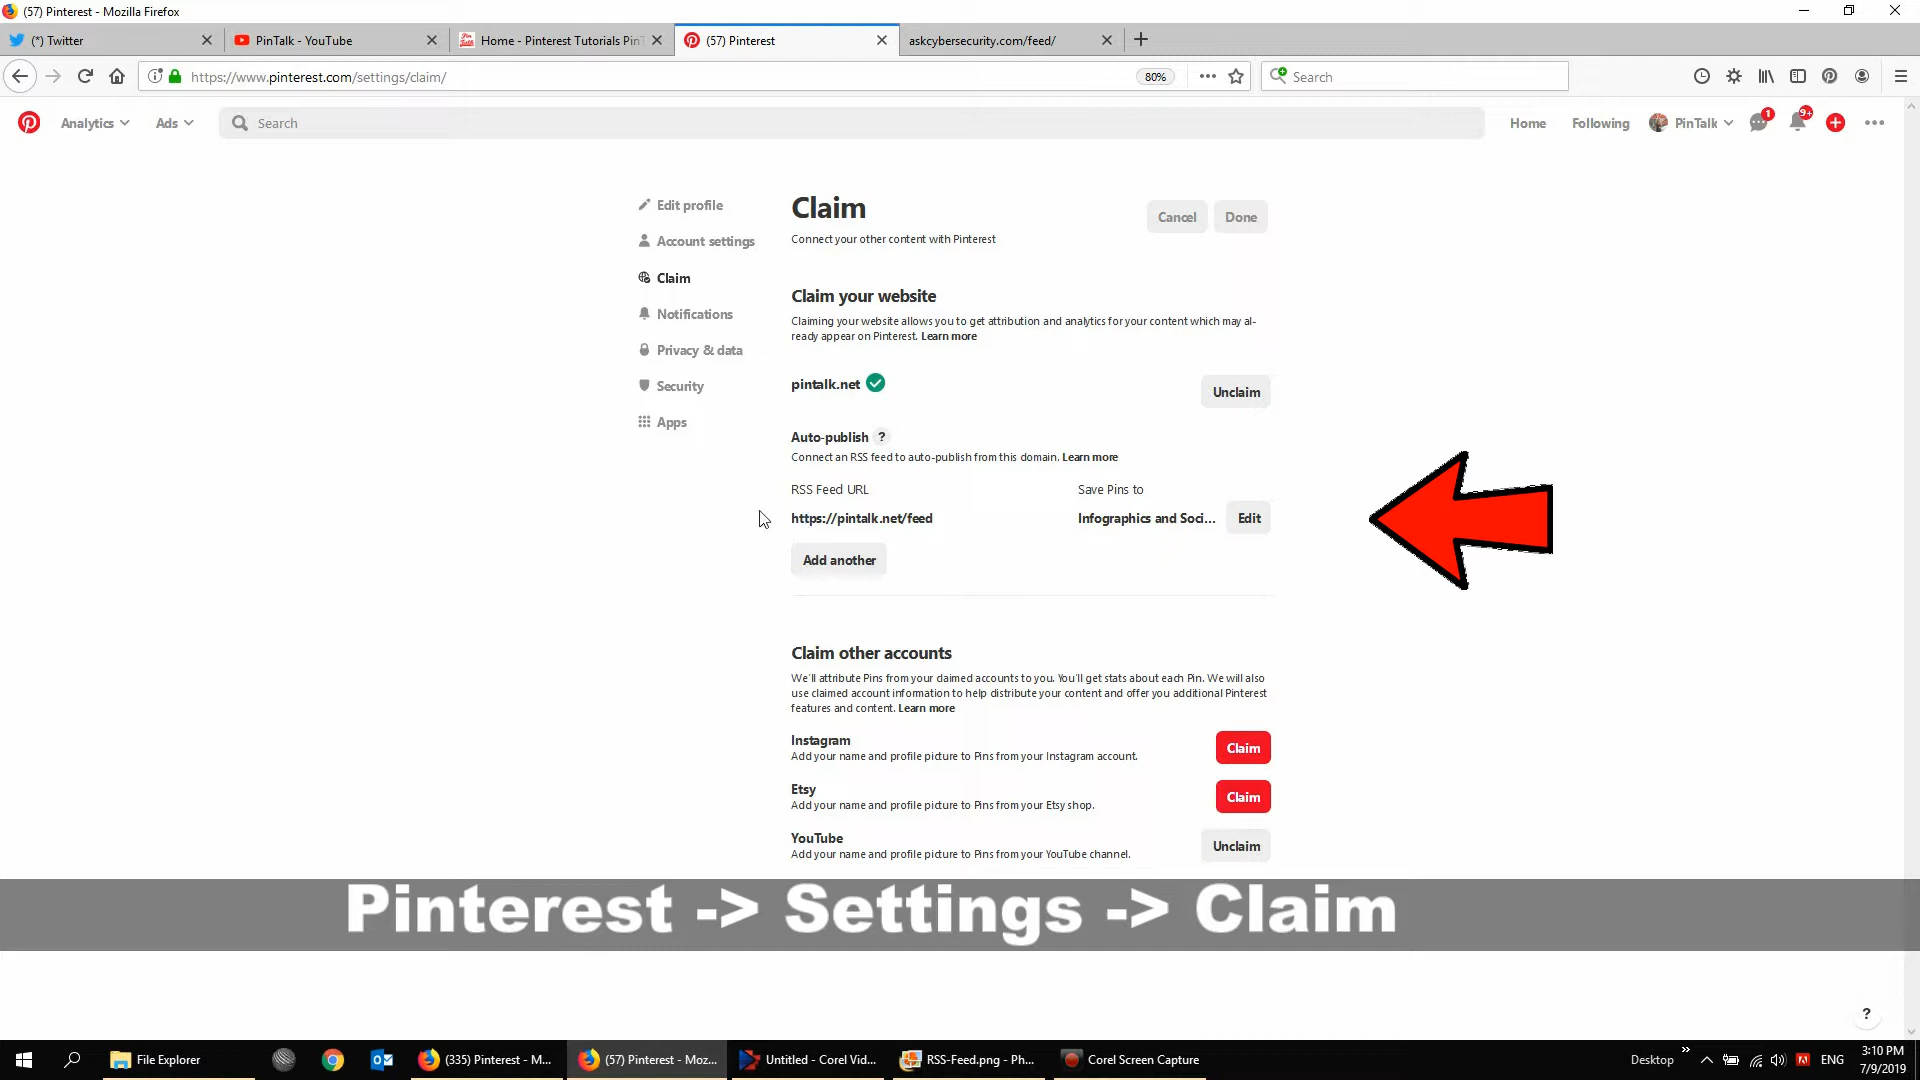 (57) Pinterest - Mozilla Firefox
(*) Twitter
PinTalk - YouTube
Home - Pinterest Tutorials PinT
(57) Pinterest
askcybersecurity.com/feed/
https://www.pinterest.com/settings/claim/
80%
Search
Analytics
Ads
Search
Home
Following
PinTalk
1
9+
Edit profile
Account settings
Claim
Notifications
Privacy & data
Security
Apps
Claim
Cancel
Done
Connect your other content with Pinterest
Claim your website
Claiming your website allows you to get attribution and analytics for your content which may al-
ready appear on Pinterest. Learn more
pintalk.net
Unclaim
Auto-publish ?
Connect an RSS feed to auto-publish from this domain. Learn more
RSS Feed URL
Save Pins to
https://pintalk.net/feed
Infographics and Soci...
Edit
Add another
Claim other accounts
We'll attribute Pins from your claimed accounts to you. You'll get stats about each Pin. We will also
use claimed account information to help distribute your content and offer you additional Pinterest
features and content. Learn more
Instagram
Add your name and profile picture to Pins from your Instagram account.
Claim
Etsy
Add your name and profile picture to Pins from your Etsy shop.
Claim
YouTube
Add your name and profile picture to Pins from your YouTube channel.
Unclaim
Pinterest -> Settings -> Claim
?
File Explorer
(335) Pinterest - M...
(57) Pinterest - Moz...
Untitled - Corel Vid...
RSS-Feed.png - Ph...
Corel Screen Capture
Desktop
ENG
3:10 PM
7/9/2019